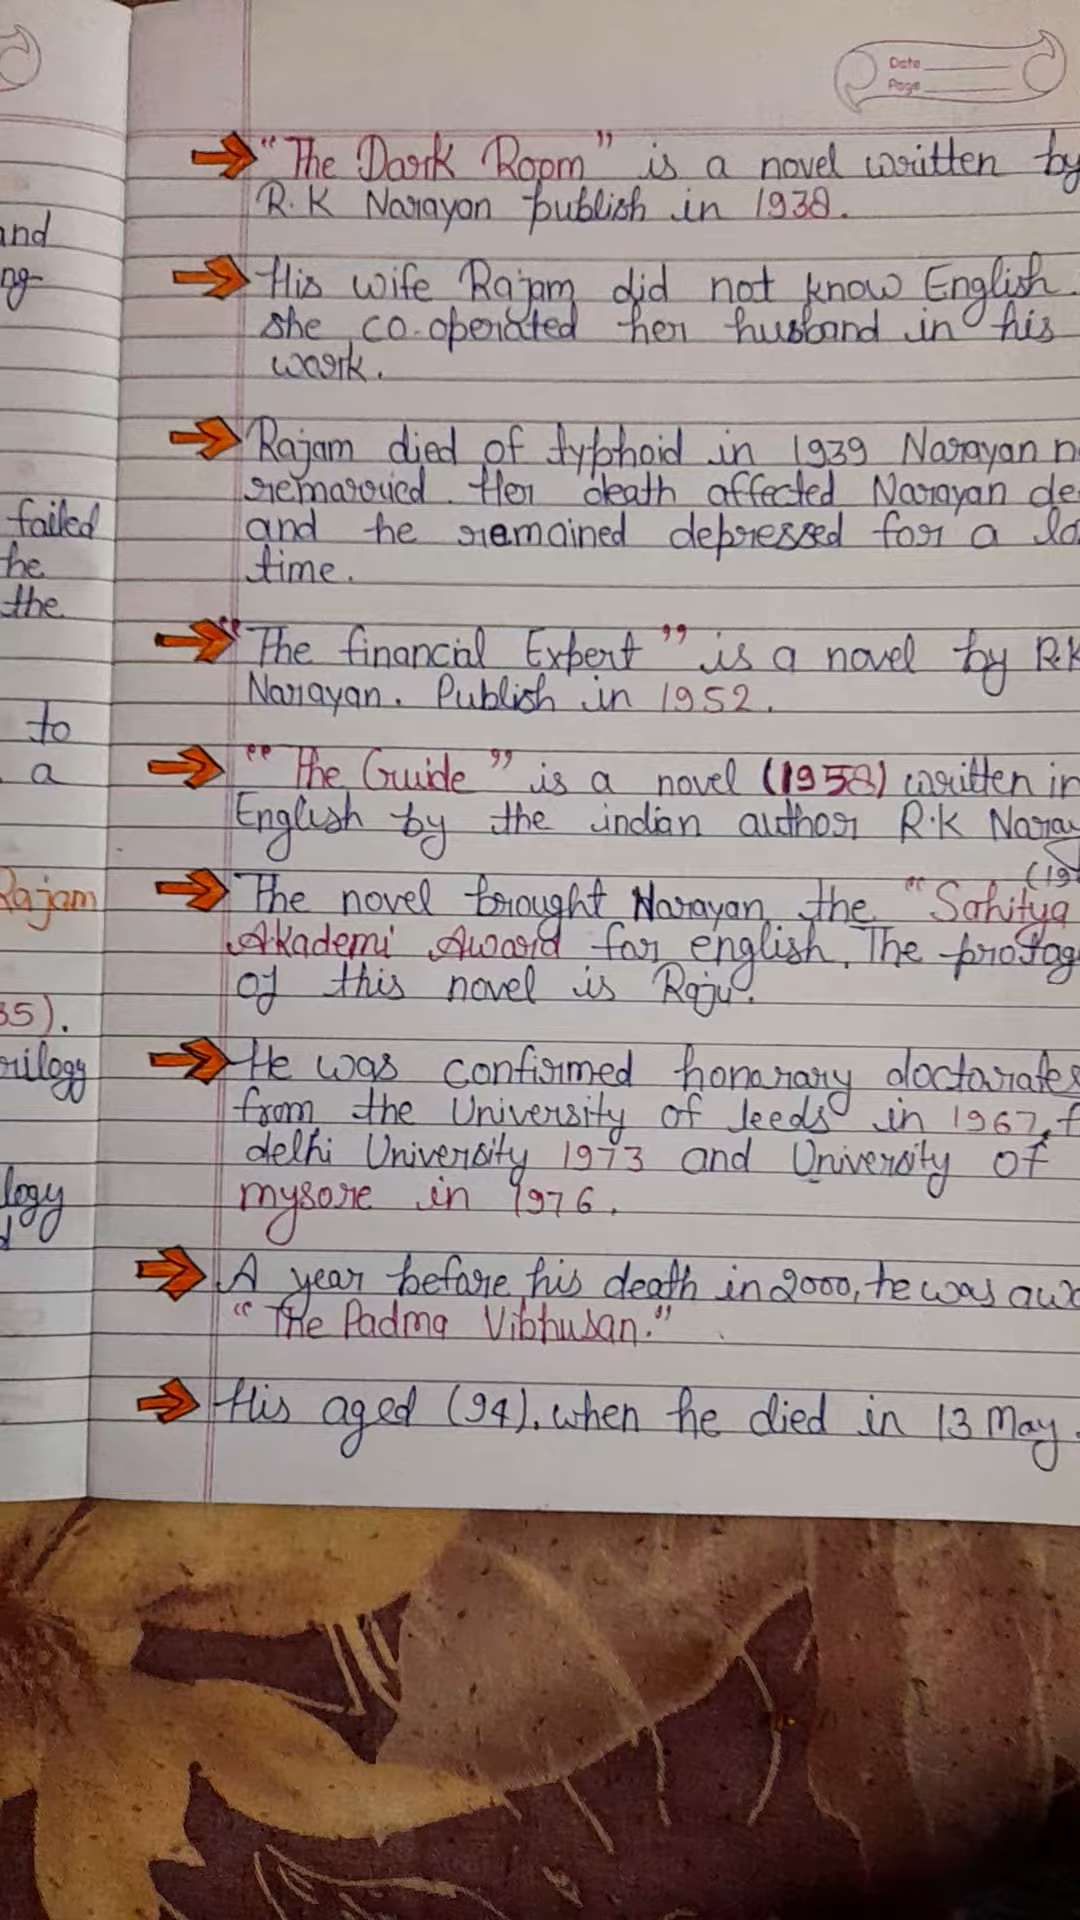 Date
Page
"The Dark Room" is a novel written by
R.K Narayan publish in 1938.
His wife Rajam did not know English.
she co-operated her husband in his
work.
Rajam died of typhoid in 1939 Narayan n
remarried. Her death affected Narayan de
and he remained depressed for a lo
time.
"The financial Expert" is a novel by R.K
Narayan. Publish in 1952.
"The Guide" is a novel (1958) written in
English by the indian author R.K Naray
(19
The novel brought Narayan the "Sahitya
Akademi Award for english. The protag
of this novel is Raju.
He was confirmed honorary doctorates
from the University of leeds in 1967, f
delhi University 1973 and University of
mysore in 1976.
A year before his death in 2000, he was awa
"The Padma Vibhusan."
His aged (94), when he died in 13 May.
and
ng-
failed
he
the
to
a
Rajam
35).
rilogy
logy